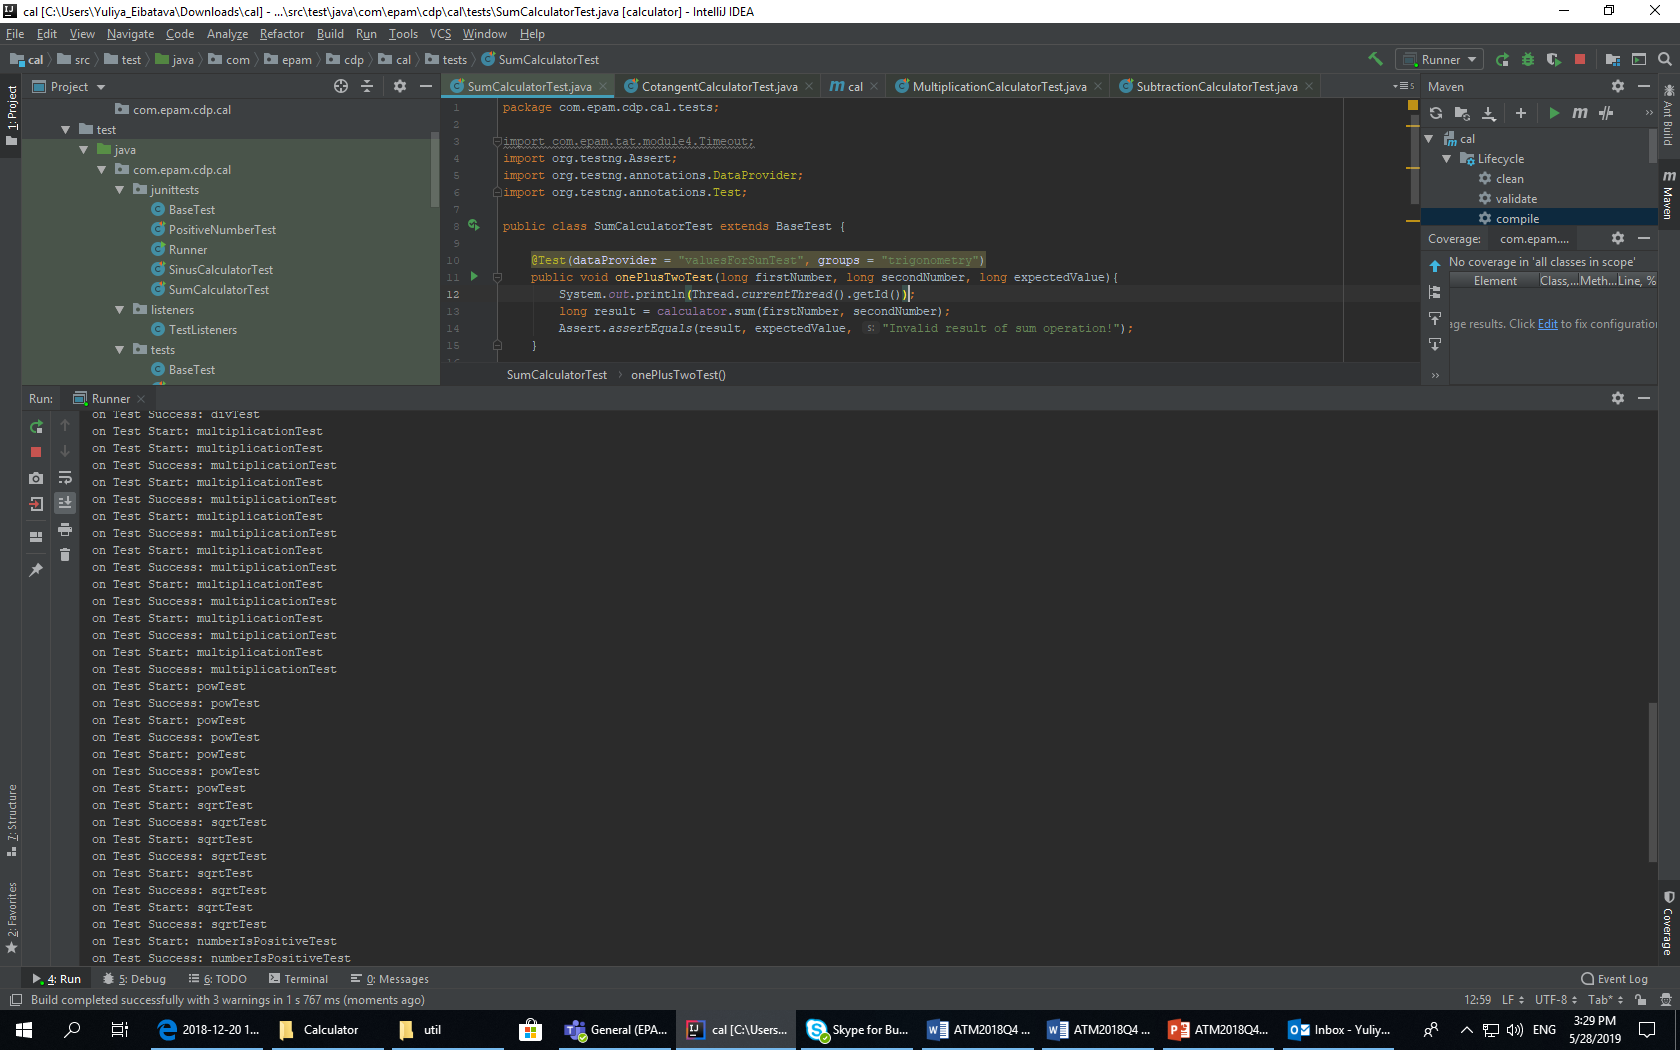 cal [C:\Users\Yuliya_Eibatava\Downloads\cal] - ...\src\test\java\com\epam\cdp\cal\tests\SumCalculatorTest.java [calculator] - IntelliJ IDEA
File Edit View Navigate Code Analyze Refactor Build Run Tools VCS Window Help
cal src test java com epam cdp cal tests SumCalculatorTest Runner
Project SumCalculatorTest.java CotangentCalculatorTest.java m cal MultiplicationCalculatorTest.java SubtractionCalculatorTest.java 5 Maven
1: Project
com.epam.cdp.cal
test
java
com.epam.cdp.cal
junittests
BaseTest
PositiveNumberTest
Runner
SinusCalculatorTest
SumCalculatorTest
listeners
TestListeners
tests
BaseTest
1 package com.epam.cdp.cal.tests;
2
3 import com.epam.tat.module4.Timeout;
4 import org.testng.Assert;
5 import org.testng.annotations.DataProvider;
6 import org.testng.annotations.Test;
7
8 public class SumCalculatorTest extends BaseTest {
9
10 @Test(dataProvider = "valuesForSunTest", groups = "trigonometry")
11 public void onePlusTwoTest(long firstNumber, long secondNumber, long expectedValue){
12 System.out.println(Thread.currentThread().getId());
13 long result = calculator.sum(firstNumber, secondNumber);
14 Assert.assertEquals(result, expectedValue, s: "Invalid result of sum operation!");
15 }
SumCalculatorTest onePlusTwoTest()
cal
Lifecycle
clean
validate
compile
Coverage: com.epam....
No coverage in 'all classes in scope'
Element Class,... Meth... Line, %
age results. Click Edit to fix configuration
Ant Build
m Maven
Coverage
Run: Runner
on Test Success: divTest
on Test Start: multiplicationTest
on Test Start: multiplicationTest
on Test Success: multiplicationTest
on Test Start: multiplicationTest
on Test Success: multiplicationTest
on Test Start: multiplicationTest
on Test Success: multiplicationTest
on Test Start: multiplicationTest
on Test Success: multiplicationTest
on Test Start: multiplicationTest
on Test Success: multiplicationTest
on Test Start: multiplicationTest
on Test Success: multiplicationTest
on Test Start: multiplicationTest
on Test Success: multiplicationTest
on Test Start: powTest
on Test Success: powTest
on Test Start: powTest
on Test Success: powTest
on Test Start: powTest
on Test Success: powTest
on Test Start: powTest
on Test Start: sqrtTest
on Test Success: sqrtTest
on Test Start: sqrtTest
on Test Success: sqrtTest
on Test Start: sqrtTest
on Test Success: sqrtTest
on Test Start: sqrtTest
on Test Success: sqrtTest
on Test Start: numberIsPositiveTest
on Test Success: numberIsPositiveTest
7: Structure
2: Favorites
4: Run 5: Debug 6: TODO Terminal 0: Messages Event Log
Build completed successfully with 3 warnings in 1 s 767 ms (moments ago) 12:59 LF UTF-8 Tab*
2018-12-20 1... Calculator util General (EPA... cal [C:\Users... Skype for Bu... ATM2018Q4 ... ATM2018Q4 ... ATM2018Q4... Inbox - Yuliy... ENG 3:29 PM
5/28/2019